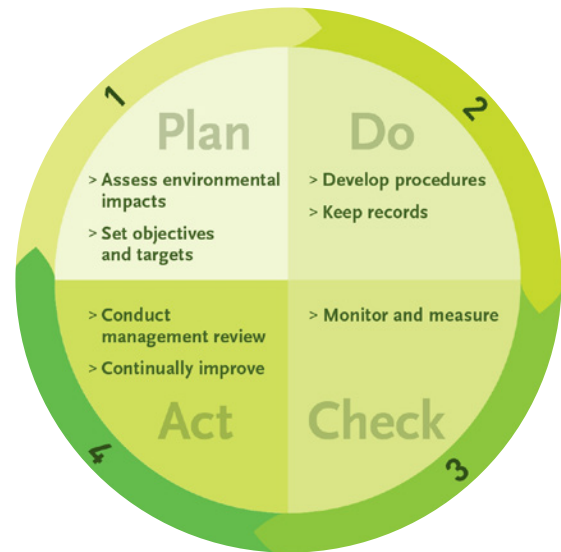 1
Plan
> Assess environmental
impacts
> Set objectives
and targets
2
Do
> Develop procedures
> Keep records
3
> Monitor and measure
Check
4
> Conduct
management review
> Continually improve
Act